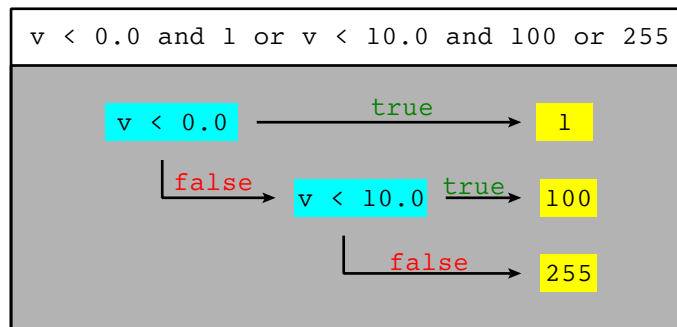 v < 0.0 and 1 or v < 10.0 and 100 or 255
true
v < 0.0
1
false
true
v < 10.0
100
false
255